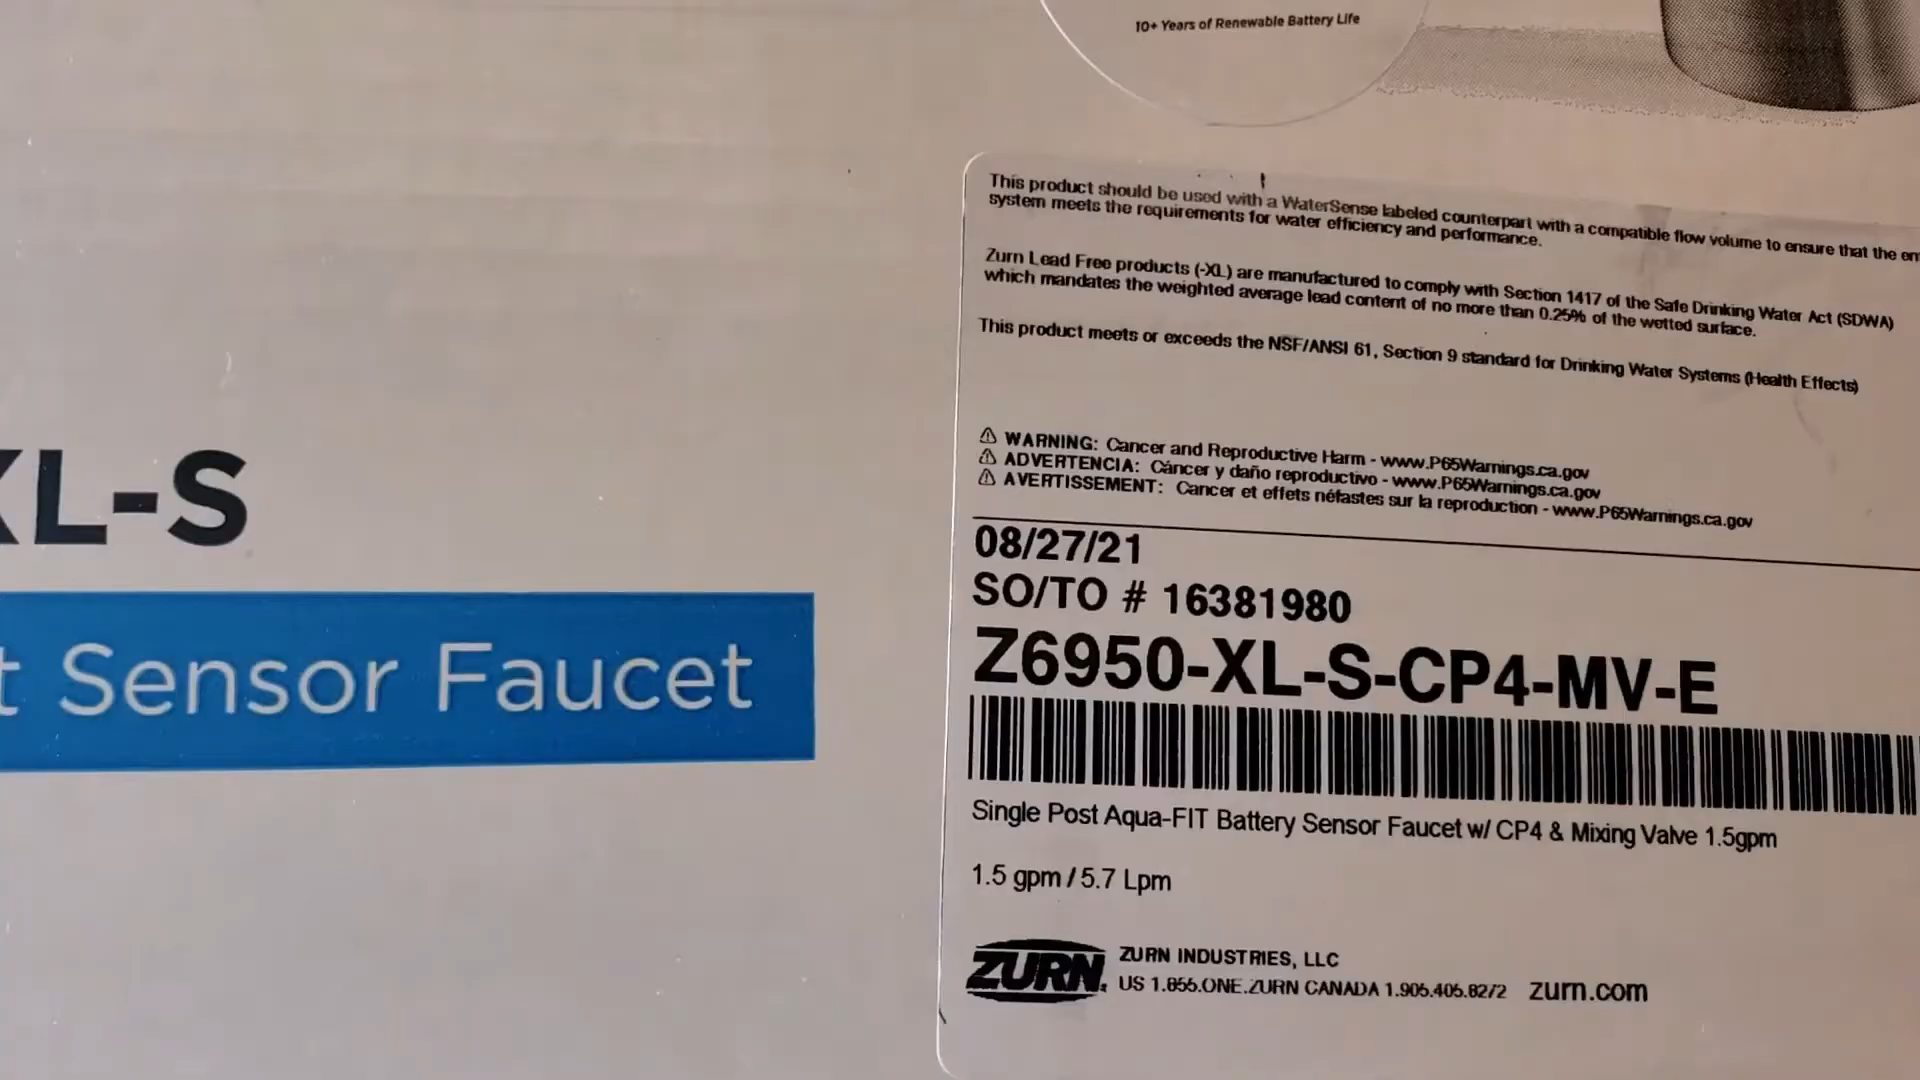 10+ Years of Renewable Battery Life
This product should be used with a WaterSense labeled counterpart with a compatible flow volume to ensure that the
system meets the requirements for water efficiency and performance.
Zurn Lead Free products (-XL) are manufactured to comply with Section 1417 of the Safe Drinking Water Act (SDWA)
which mandates the weighted average lead content of no more than 0.25% of the wetted surface.
This product meets or exceeds the NSF/ANSI 61, Section 9 standard for Drinking Water Systems (Health Effects)
⚠ WARNING: Cancer and Reproductive Harm - www.P65Warnings.ca.gov
⚠ ADVERTENCIA: Cáncer y daño reproductivo - www.P65Warnings.ca.gov
⚠ AVERTISSEMENT: Cancer et effets néfastes sur la reproduction - www.P65Warnings.ca.gov
XL-S
t Sensor Faucet
08/27/21
SO/TO # 16381980
Z6950-XL-S-CP4-MV-E
Single Post Aqua-FIT Battery Sensor Faucet w/ CP4 & Mixing Valve 1.5gpm
1.5 gpm / 5.7 Lpm
ZURN
ZURN INDUSTRIES, LLC
US 1.855.ONE.ZURN CANADA 1.905.405.8272 zurn.com